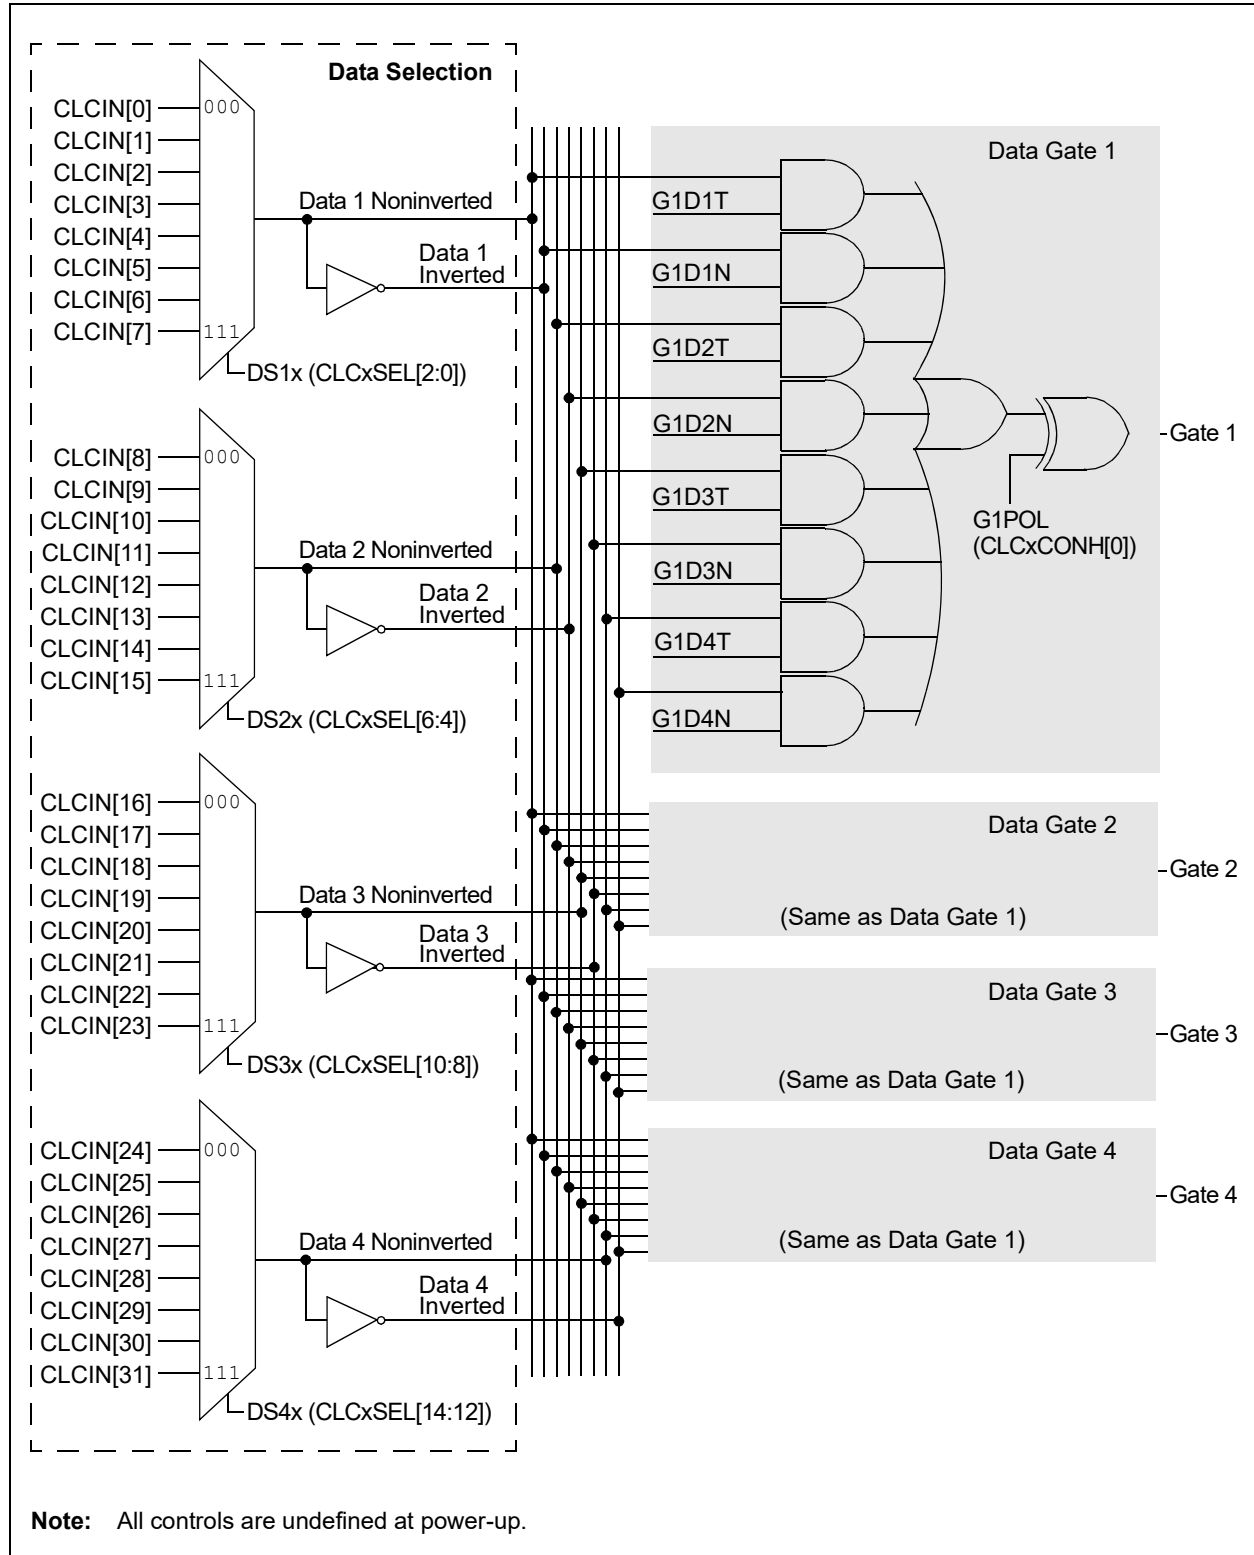 Data Selection
CLCIN[0]
CLCIN[1]
CLCIN[2]
CLCIN[3]
CLCIN[4]
CLCIN[5]
CLCIN[6]
CLCIN[7]
000
111
Data 1 Noninverted
Data 1
Inverted
DS1x (CLCxSEL[2:0])
CLCIN[8]
CLCIN[9]
CLCIN[10]
CLCIN[11]
CLCIN[12]
CLCIN[13]
CLCIN[14]
CLCIN[15]
000
111
Data 2 Noninverted
Data 2
Inverted
DS2x (CLCxSEL[6:4])
CLCIN[16]
CLCIN[17]
CLCIN[18]
CLCIN[19]
CLCIN[20]
CLCIN[21]
CLCIN[22]
CLCIN[23]
000
111
Data 3 Noninverted
Data 3
Inverted
DS3x (CLCxSEL[10:8])
CLCIN[24]
CLCIN[25]
CLCIN[26]
CLCIN[27]
CLCIN[28]
CLCIN[29]
CLCIN[30]
CLCIN[31]
000
111
Data 4 Noninverted
Data 4
Inverted
DS4x (CLCxSEL[14:12])
Data Gate 1
G1D1T
G1D1N
G1D2T
G1D2N
G1D3T
G1D3N
G1D4T
G1D4N
G1POL
(CLCxCONH[0])
Gate 1
Data Gate 2
(Same as Data Gate 1)
Gate 2
Data Gate 3
(Same as Data Gate 1)
Gate 3
Data Gate 4
(Same as Data Gate 1)
Gate 4
Note: All controls are undefined at power-up.